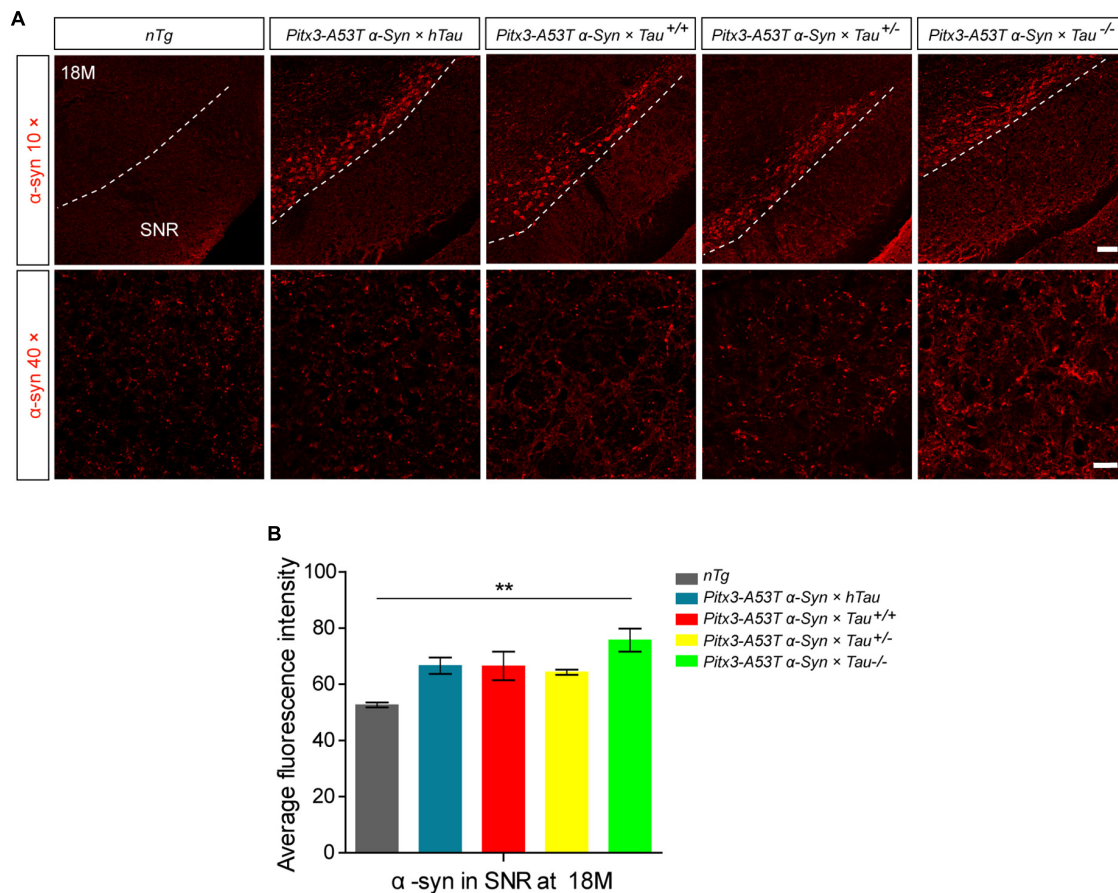 A
nTg
Pitx3-A53T α-Syn × hTau
Pitx3-A53T α-Syn × Tau+/+
Pitx3-A53T α-Syn × Tau+/-
Pitx3-A53T α-Syn × Tau-/-
α-syn 10 ×
18M
SNR
α-syn 40 ×
B
Average fluorescence intensity
100
80
60
40
20
0
**
α -syn in SNR at 18M
nTg
Pitx3-A53T α-Syn × hTau
Pitx3-A53T α-Syn × Tau+/+
Pitx3-A53T α-Syn × Tau+/-
Pitx3-A53T α-Syn × Tau-/-